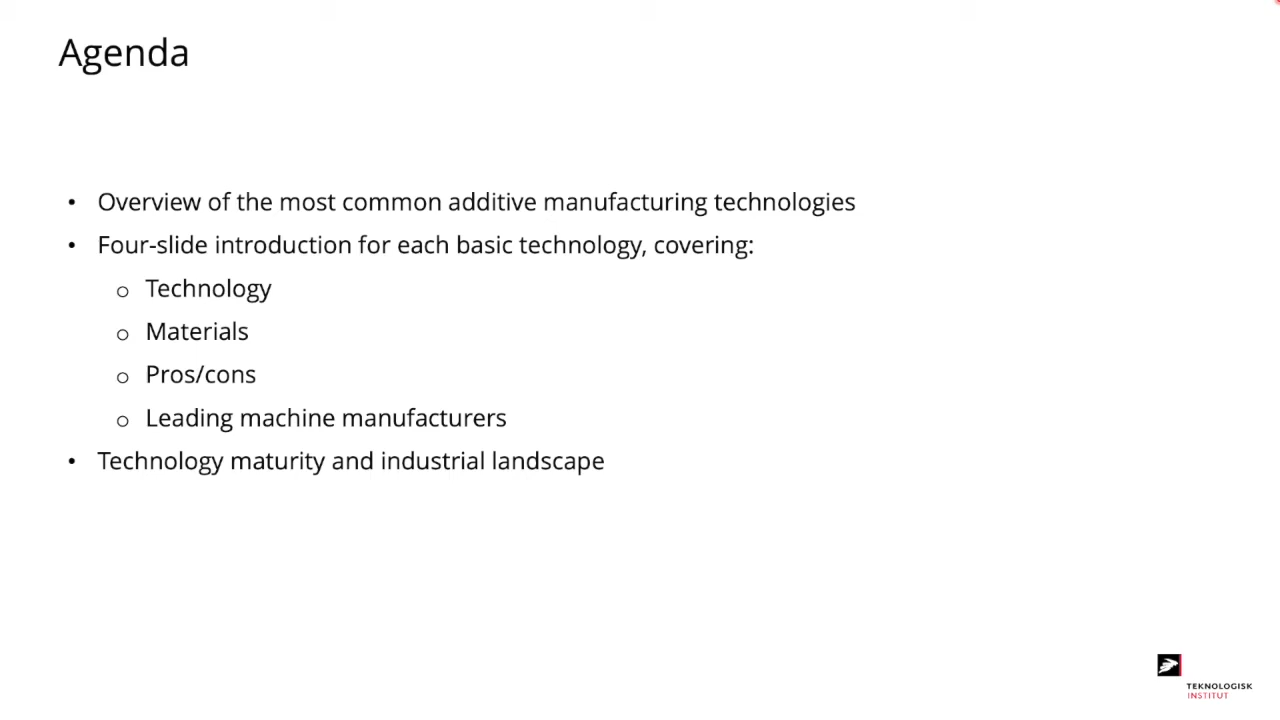 Agenda
• Overview of the most common additive manufacturing technologies
• Four-slide introduction for each basic technology, covering:
o Technology
o Materials
o Pros/cons
o Leading machine manufacturers
• Technology maturity and industrial landscape
TEKNOLOGISK
INSTITUT